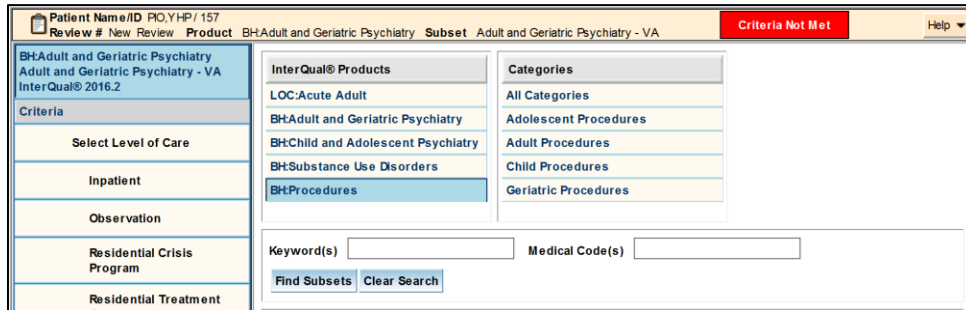 Patient Name/ID PIO,YHP / 157
Review # New Review Product BH:Adult and Geriatric Psychiatry Subset Adult and Geriatric Psychiatry - VA
Criteria Not Met
Help
BH:Adult and Geriatric Psychiatry
Adult and Geriatric Psychiatry - VA
InterQual® 2016.2
Criteria
Select Level of Care
Inpatient
Observation
Residential Crisis
Program
Residential Treatment
InterQual® Products
LOC:Acute Adult
BH:Adult and Geriatric Psychiatry
BH:Child and Adolescent Psychiatry
BH:Substance Use Disorders
BH:Procedures
Categories
All Categories
Adolescent Procedures
Adult Procedures
Child Procedures
Geriatric Procedures
Keyword(s) Medical Code(s)
Find Subsets Clear Search